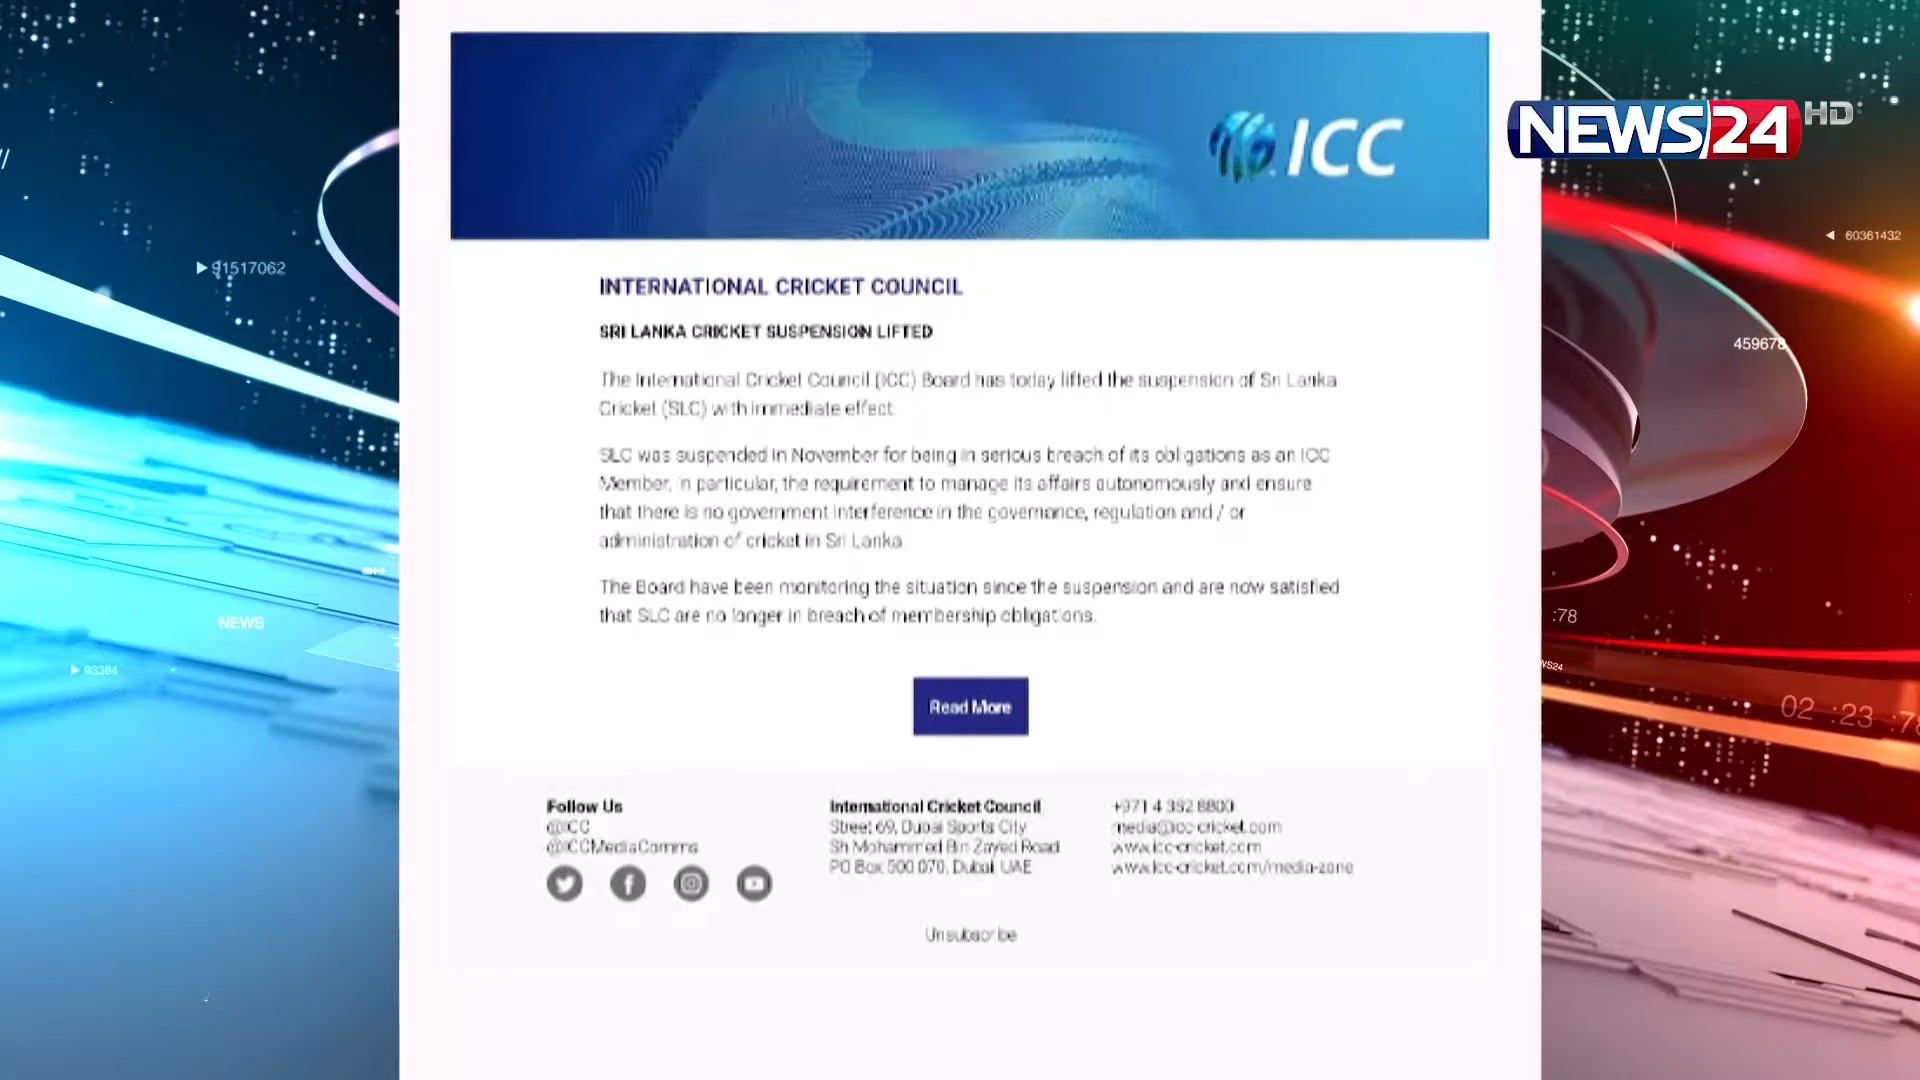 ICC
NEWS 24 HD
91517062
60361432
459678
INTERNATIONAL CRICKET COUNCIL
SRI LANKA CRICKET SUSPENSION LIFTED
The International Cricket Council (ICC) Board has today lifted the suspension of Sri Lanka
Cricket (SLC) with immediate effect.
SLC was suspended in November for being in serious breach of its obligations as an ICC
Member, in particular, the requirement to manage its affairs autonomously and ensure
that there is no government interference in the governance, regulation and / or
administration of cricket in Sri Lanka.
The Board have been monitoring the situation since the suspension and are now satisfied
that SLC are no longer in breach of membership obligations.
NEWS
93384
:78
02 :23 :78
Read More
Follow Us
@ICC
@ICCMediaComms
International Cricket Council
Street 69, Dubai Sports City
Sh Mohammed Bin Zayed Road
PO Box 500 070, Dubai, UAE
+971 4 382 8800
media@icc-cricket.com
www.icc-cricket.com
www.icc-cricket.com/media-zone
Unsubscribe